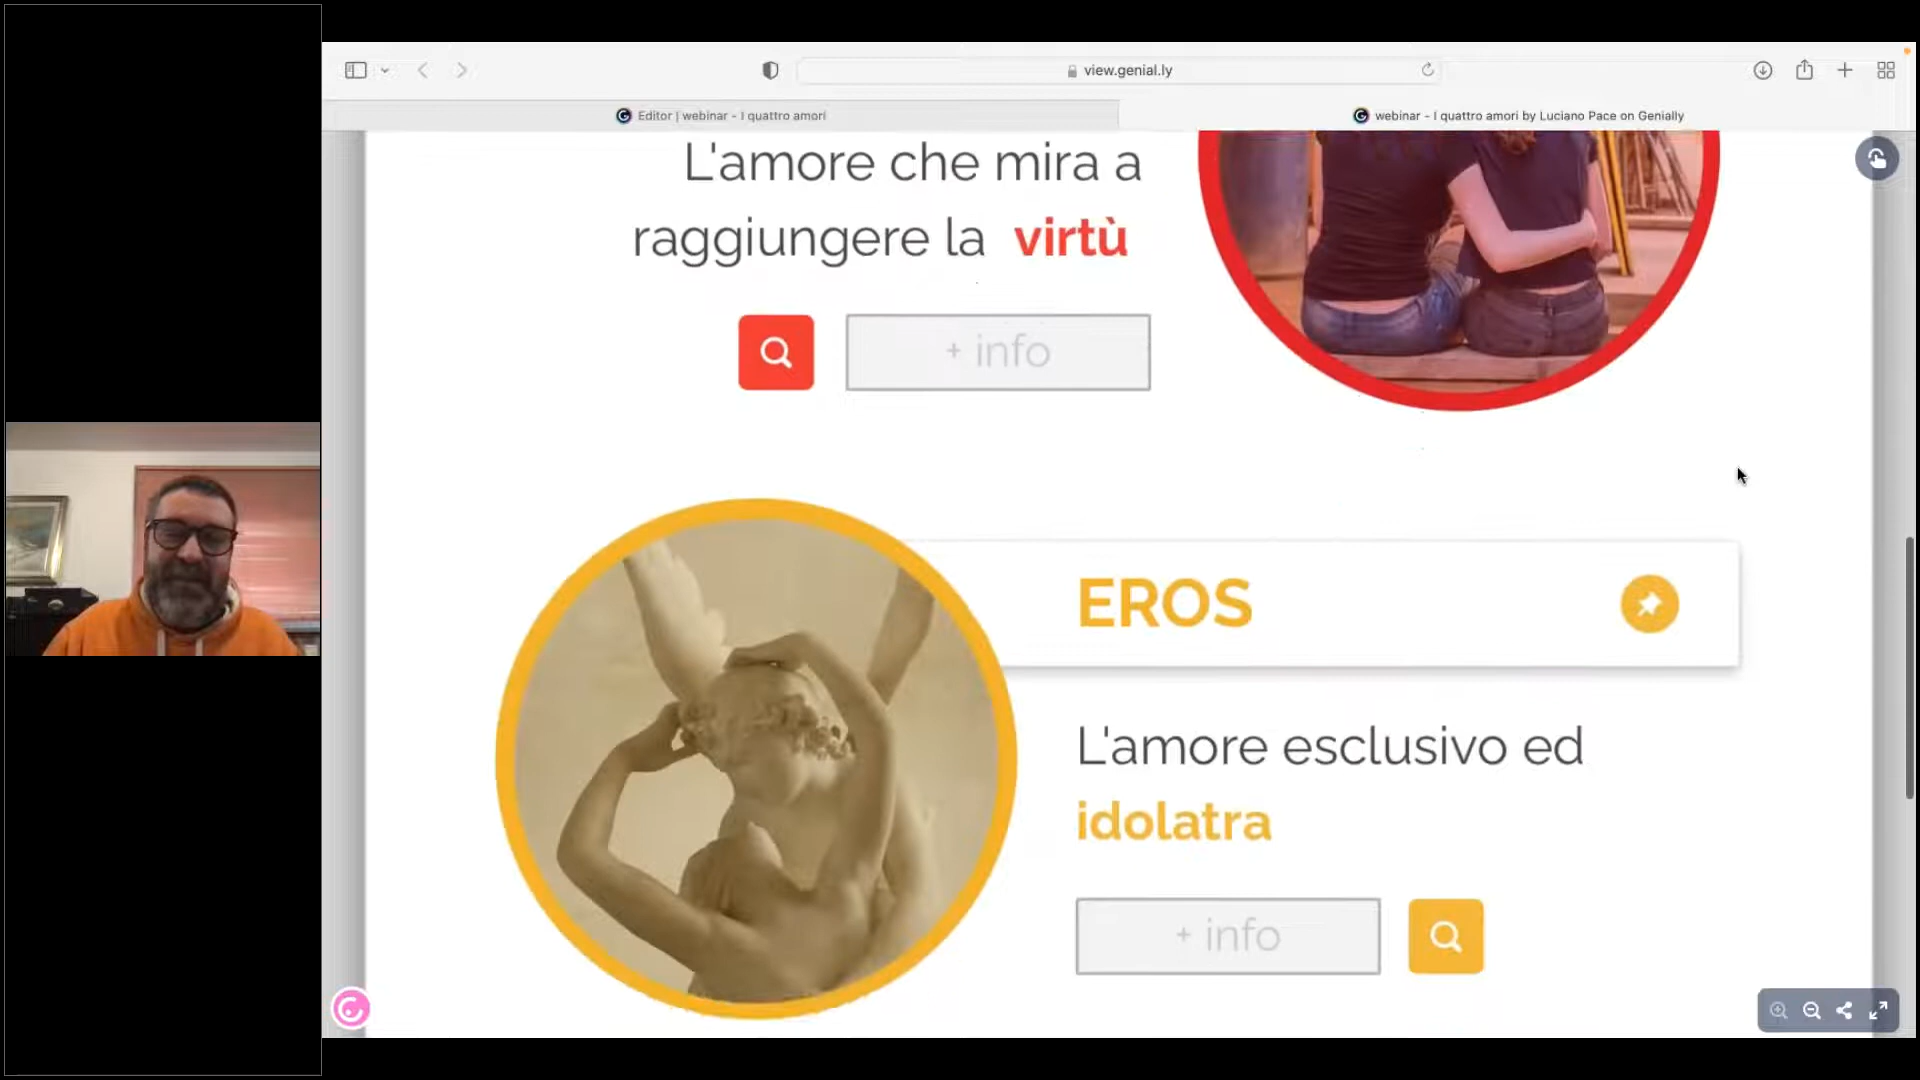 view.genial.ly
Editor | webinar - I quattro amori
webinar - I quattro amori by Luciano Pace on Genially
L'amore che mira a
raggiungere la virtù
+ info
EROS
L'amore esclusivo ed
idolatra
+ info